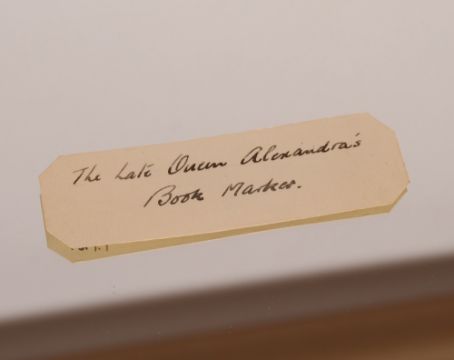 The Late Queen Alexandra's
Book Marker.